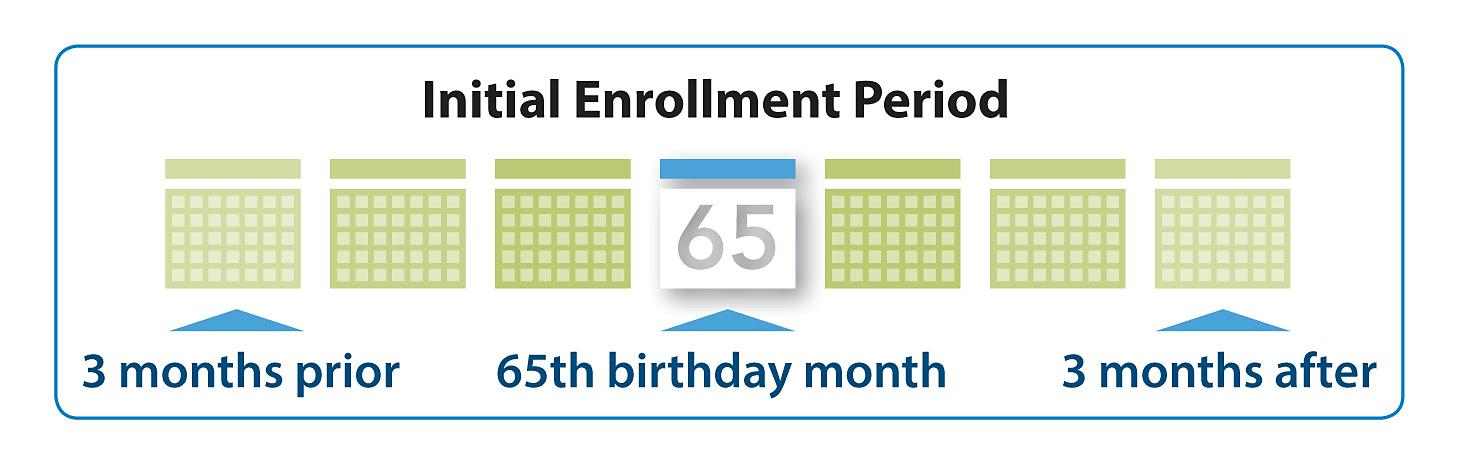 Initial Enrollment Period
65
3 months prior
65th birthday month
3 months after